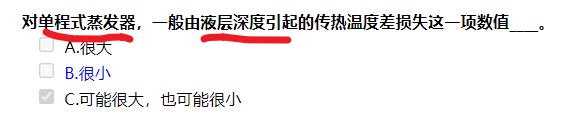 对单程式蒸发器，一般由液层深度引起的传热温度差损失这一项数值____。
A.很大
B.很小
C.可能很大，也可能很小